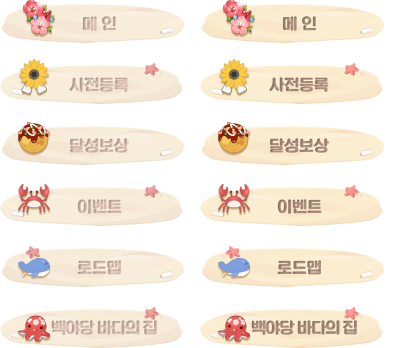 메 인 메 인
사전등록 사전등록
달성보상 달성보상
이벤트 이벤트
로드맵 로드맵
백야당 바다의 집 백야당 바다의 집